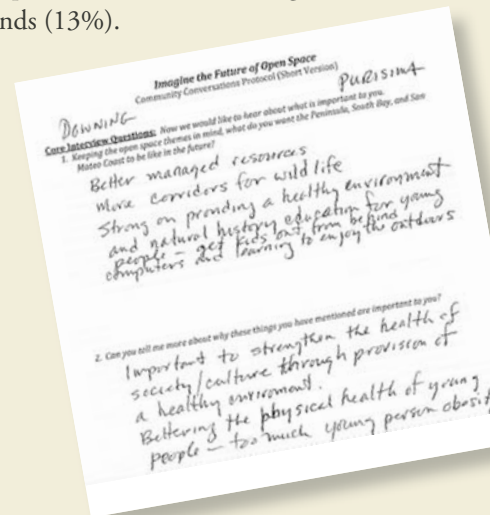 nds (13%).
Imagine the Future of Open Space
Community Conversations Protocol (Short Version)
DOWNING
PURISIMA
Core Interview Questions: Now we would like to hear about what is important to you.
1. Keeping the open space themes in mind, what do you want the Peninsula, South Bay, and San
Mateo Coast to be like in the future?
Better managed resources
More corridors for wild life
Strong on providing a healthy environment
and natural history education for young
people – get kids out from behind
computers and learning to enjoy the outdoors
2. Can you tell me more about why these things you have mentioned are important to you?
Important to strengthen the health of
society/culture through provision of
a healthy enviroment.
Bettering the physical health of young
people – too much young person obesit